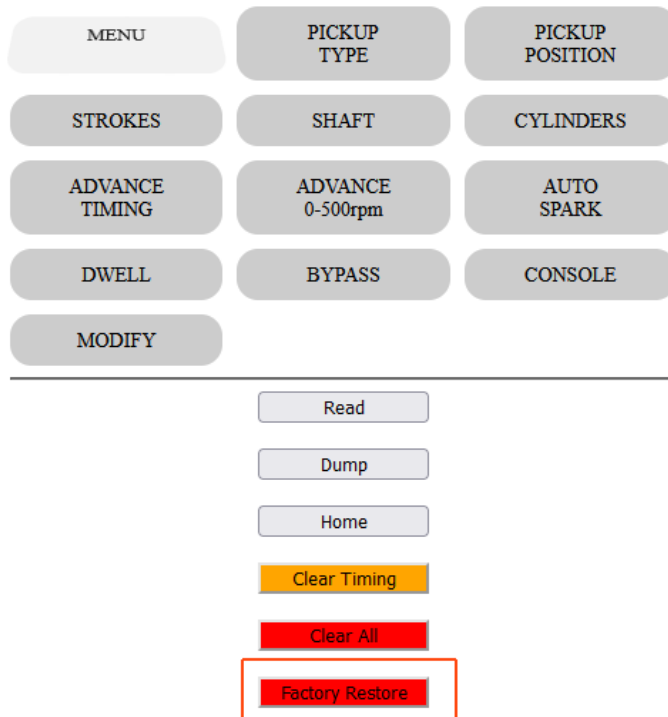 MENU
PICKUP
TYPE
PICKUP
POSITION
STROKES
SHAFT
CYLINDERS
ADVANCE
TIMING
ADVANCE
0-500rpm
AUTO
SPARK
DWELL
BYPASS
CONSOLE
MODIFY
Read
Dump
Home
Clear Timing
Clear All
Factory Restore